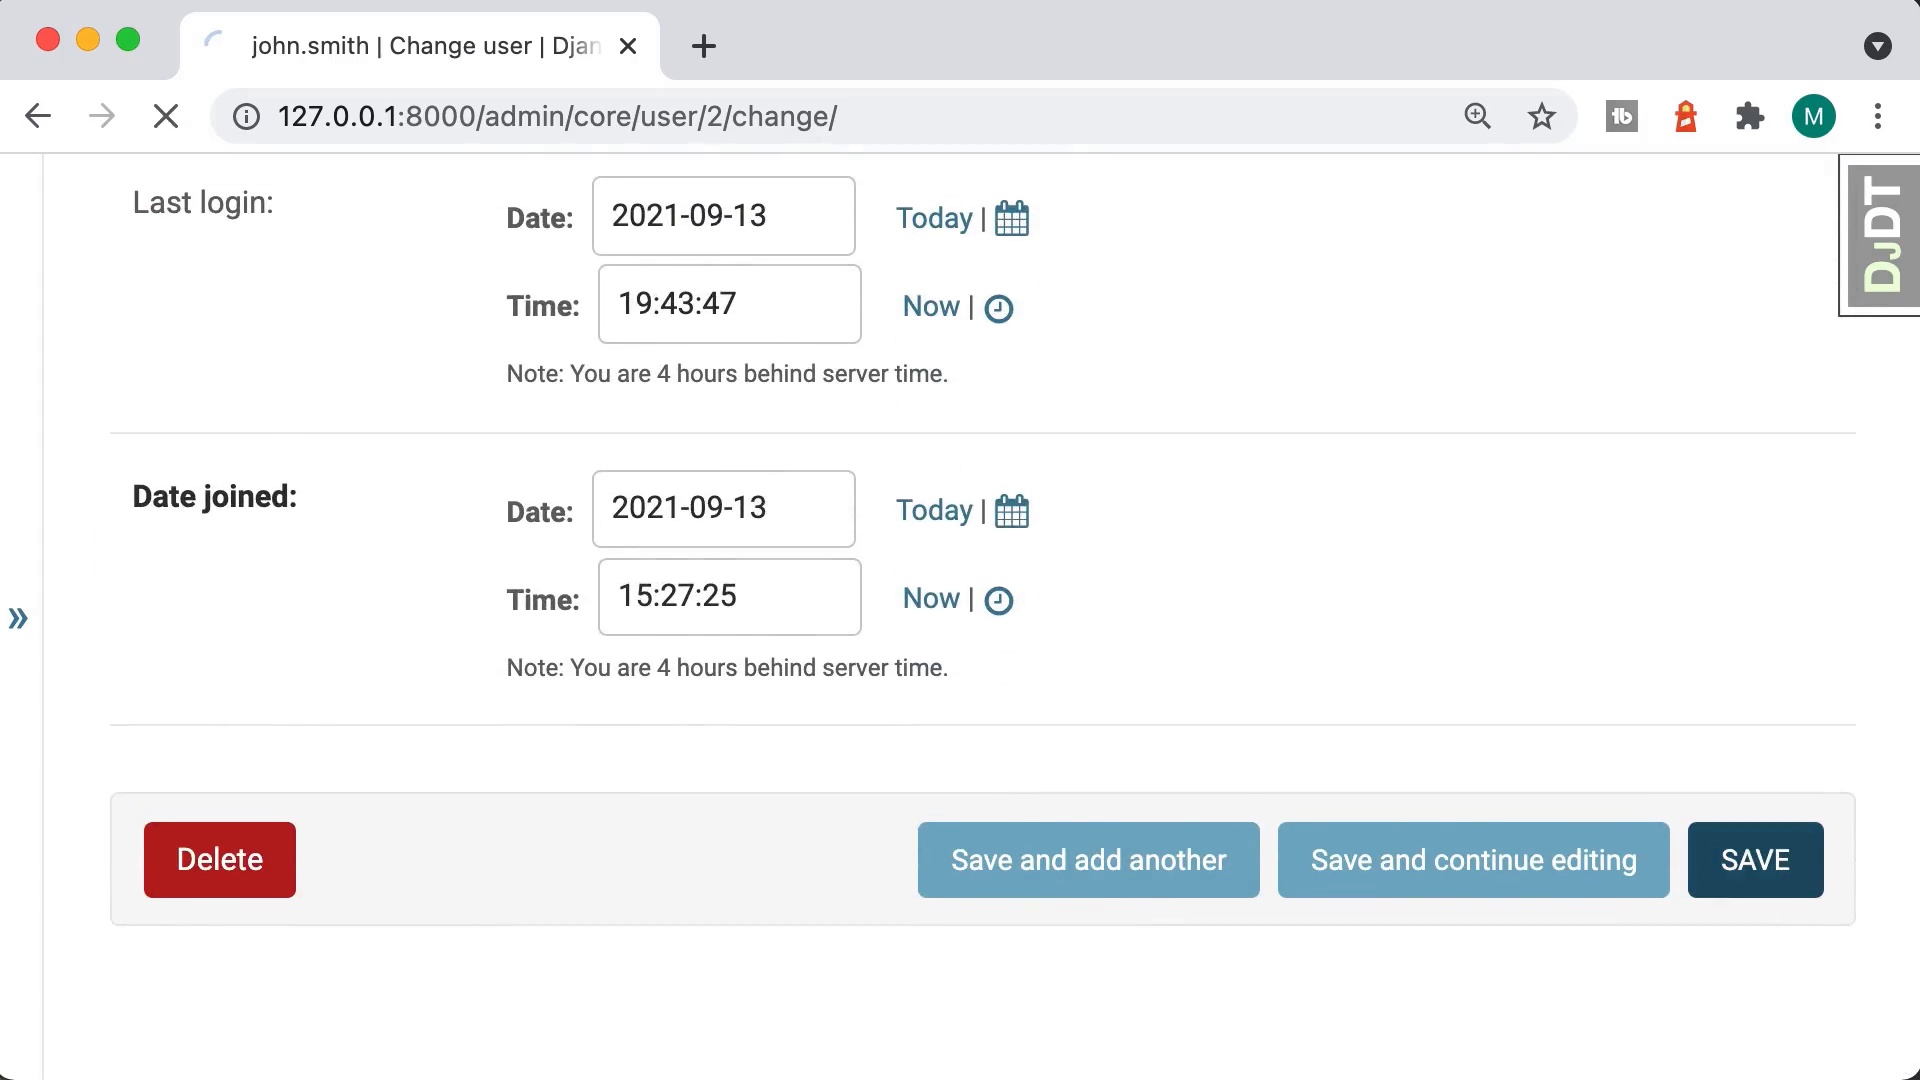 john.smith | Change user | Djan
127.0.0.1:8000/admin/core/user/2/change/
tb
M
Last login:
Date: 2021-09-13 Today |
Time: 19:43:47 Now |
Note: You are 4 hours behind server time.
DJDT
Date joined:
Date: 2021-09-13 Today |
Time: 15:27:25 Now |
Note: You are 4 hours behind server time.
»
Delete Save and add another Save and continue editing SAVE